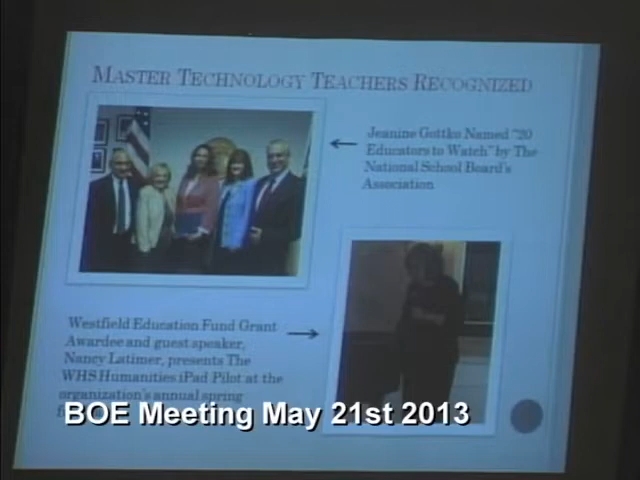 MASTER TECHNOLOGY TEACHERS RECOGNIZED
Jeanine Gottko Named "20
Educators to Watch" by The
National School Board's
Association
Westfield Education Fund Grant
Awardee and guest speaker,
Nancy Latimer, presents The
WHS Humanities iPad Pilot at the
organization's annual spring
BOE Meeting May 21st 2013